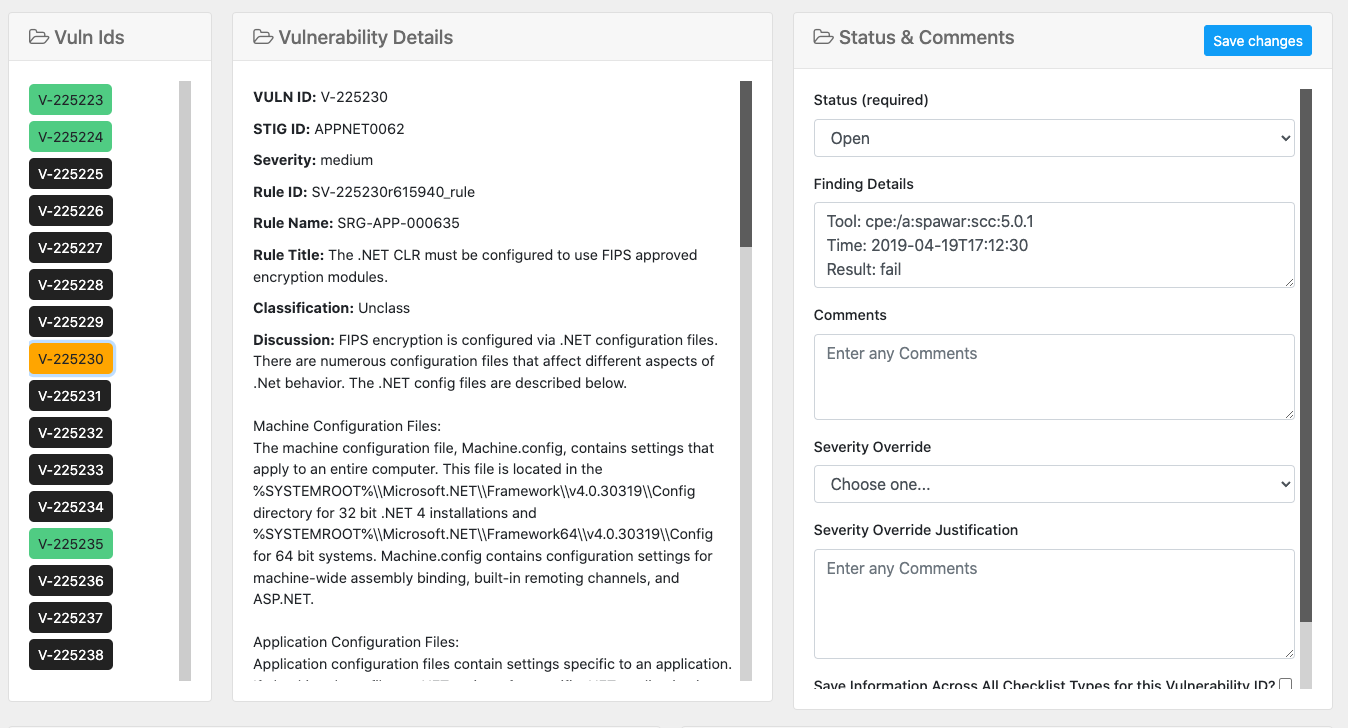 Vuln Ids
V-225223
V-225224
V-225225
V-225226
V-225227
V-225228
V-225229
V-225230
V-225231
V-225232
V-225233
V-225234
V-225235
V-225236
V-225237
V-225238
Vulnerability Details
VULN ID: V-225230
STIG ID: APPNET0062
Severity: medium
Rule ID: SV-225230r615940_rule
Rule Name: SRG-APP-000635
Rule Title: The .NET CLR must be configured to use FIPS approved
encryption modules.
Classification: Unclass
Discussion: FIPS encryption is configured via .NET configuration files.
There are numerous configuration files that affect different aspects of
.Net behavior. The .NET config files are described below.
Machine Configuration Files:
The machine configuration file, Machine.config, contains settings that
apply to an entire computer. This file is located in the
%SYSTEMROOT%\\Microsoft.NET\\Framework\\v4.0.30319\\Config
directory for 32 bit .NET 4 installations and
%SYSTEMROOT%\\Microsoft.NET\\Framework64\\v4.0.30319\\Config
for 64 bit systems. Machine.config contains configuration settings for
machine-wide assembly binding, built-in remoting channels, and
ASP.NET.
Application Configuration Files:
Application configuration files contain settings specific to an application.
Status & Comments
Save changes
Status (required)
Open
Finding Details
Tool: cpe:/a:spawar:scc:5.0.1
Time: 2019-04-19T17:12:30
Result: fail
Comments
Enter any Comments
Severity Override
Choose one...
Severity Override Justification
Enter any Comments
Save Information Across All Checklist Types for this Vulnerability ID?